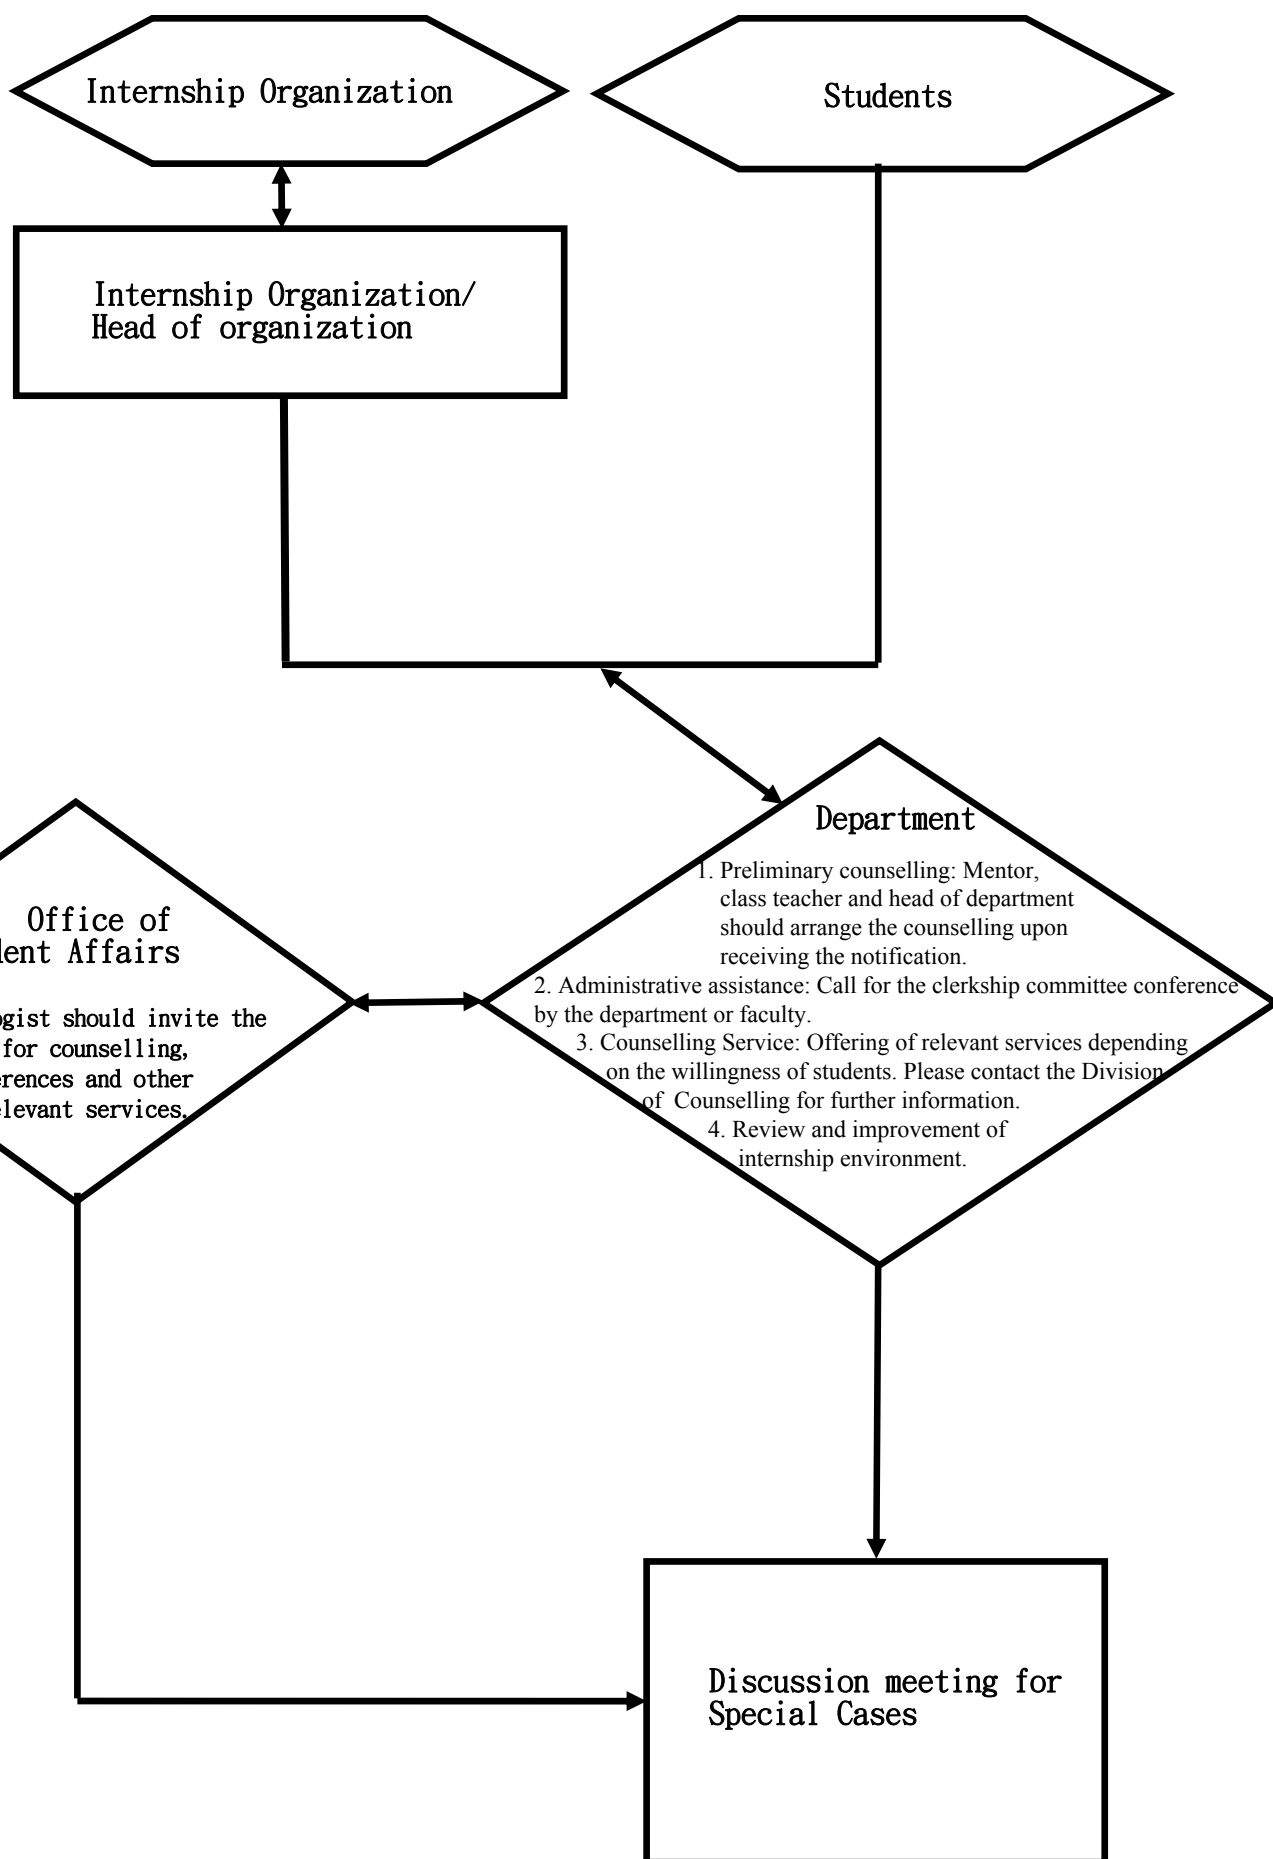 Internship Organization
Students
Internship Organization/
Head of organization
Department
1. Preliminary counselling: Mentor,
class teacher and head of department
should arrange the counselling upon
receiving the notification.
2. Administrative assistance: Call for the clerkship committee conference
by the department or faculty.
3. Counselling Service: Offering of relevant services depending
on the willingness of students. Please contact the Division
of Counselling for further information.
4. Review and improvement of
internship environment.
Office of
Affairs
should invite the
for counselling,
and other
services.
Discussion meeting for
Special Cases